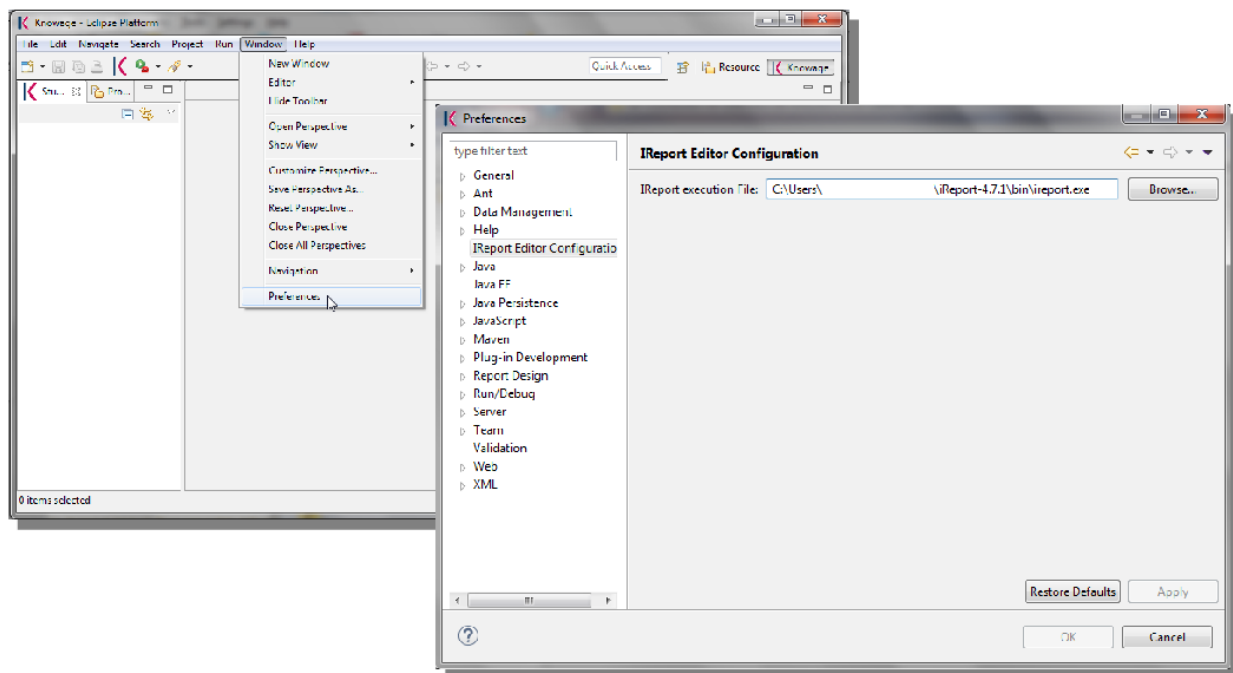 Knowage - Eclipse Platform
File Edit Navigate Search Project Run Window Help
Quick Access
Resource
Knowage
Stu...
Pro...
New Window
Editor
Hide Toolbar
Open Perspective
Show View
Customize Perspective...
Save Perspective As...
Reset Perspective...
Close Perspective
Close All Perspectives
Navigation
Preferences
0 items selected
Preferences
type filter text
General
Ant
Data Management
Help
IReport Editor Configuratio
Java
Java EE
Java Persistence
JavaScript
Maven
Plug-in Development
Report Design
Run/Debug
Server
Team
Validation
Web
XML
IReport Editor Configuration
IReport execution File: C:\Users\ \iReport-4.7.1\bin\ireport.exe Browse...
Restore Defaults Apply
OK Cancel